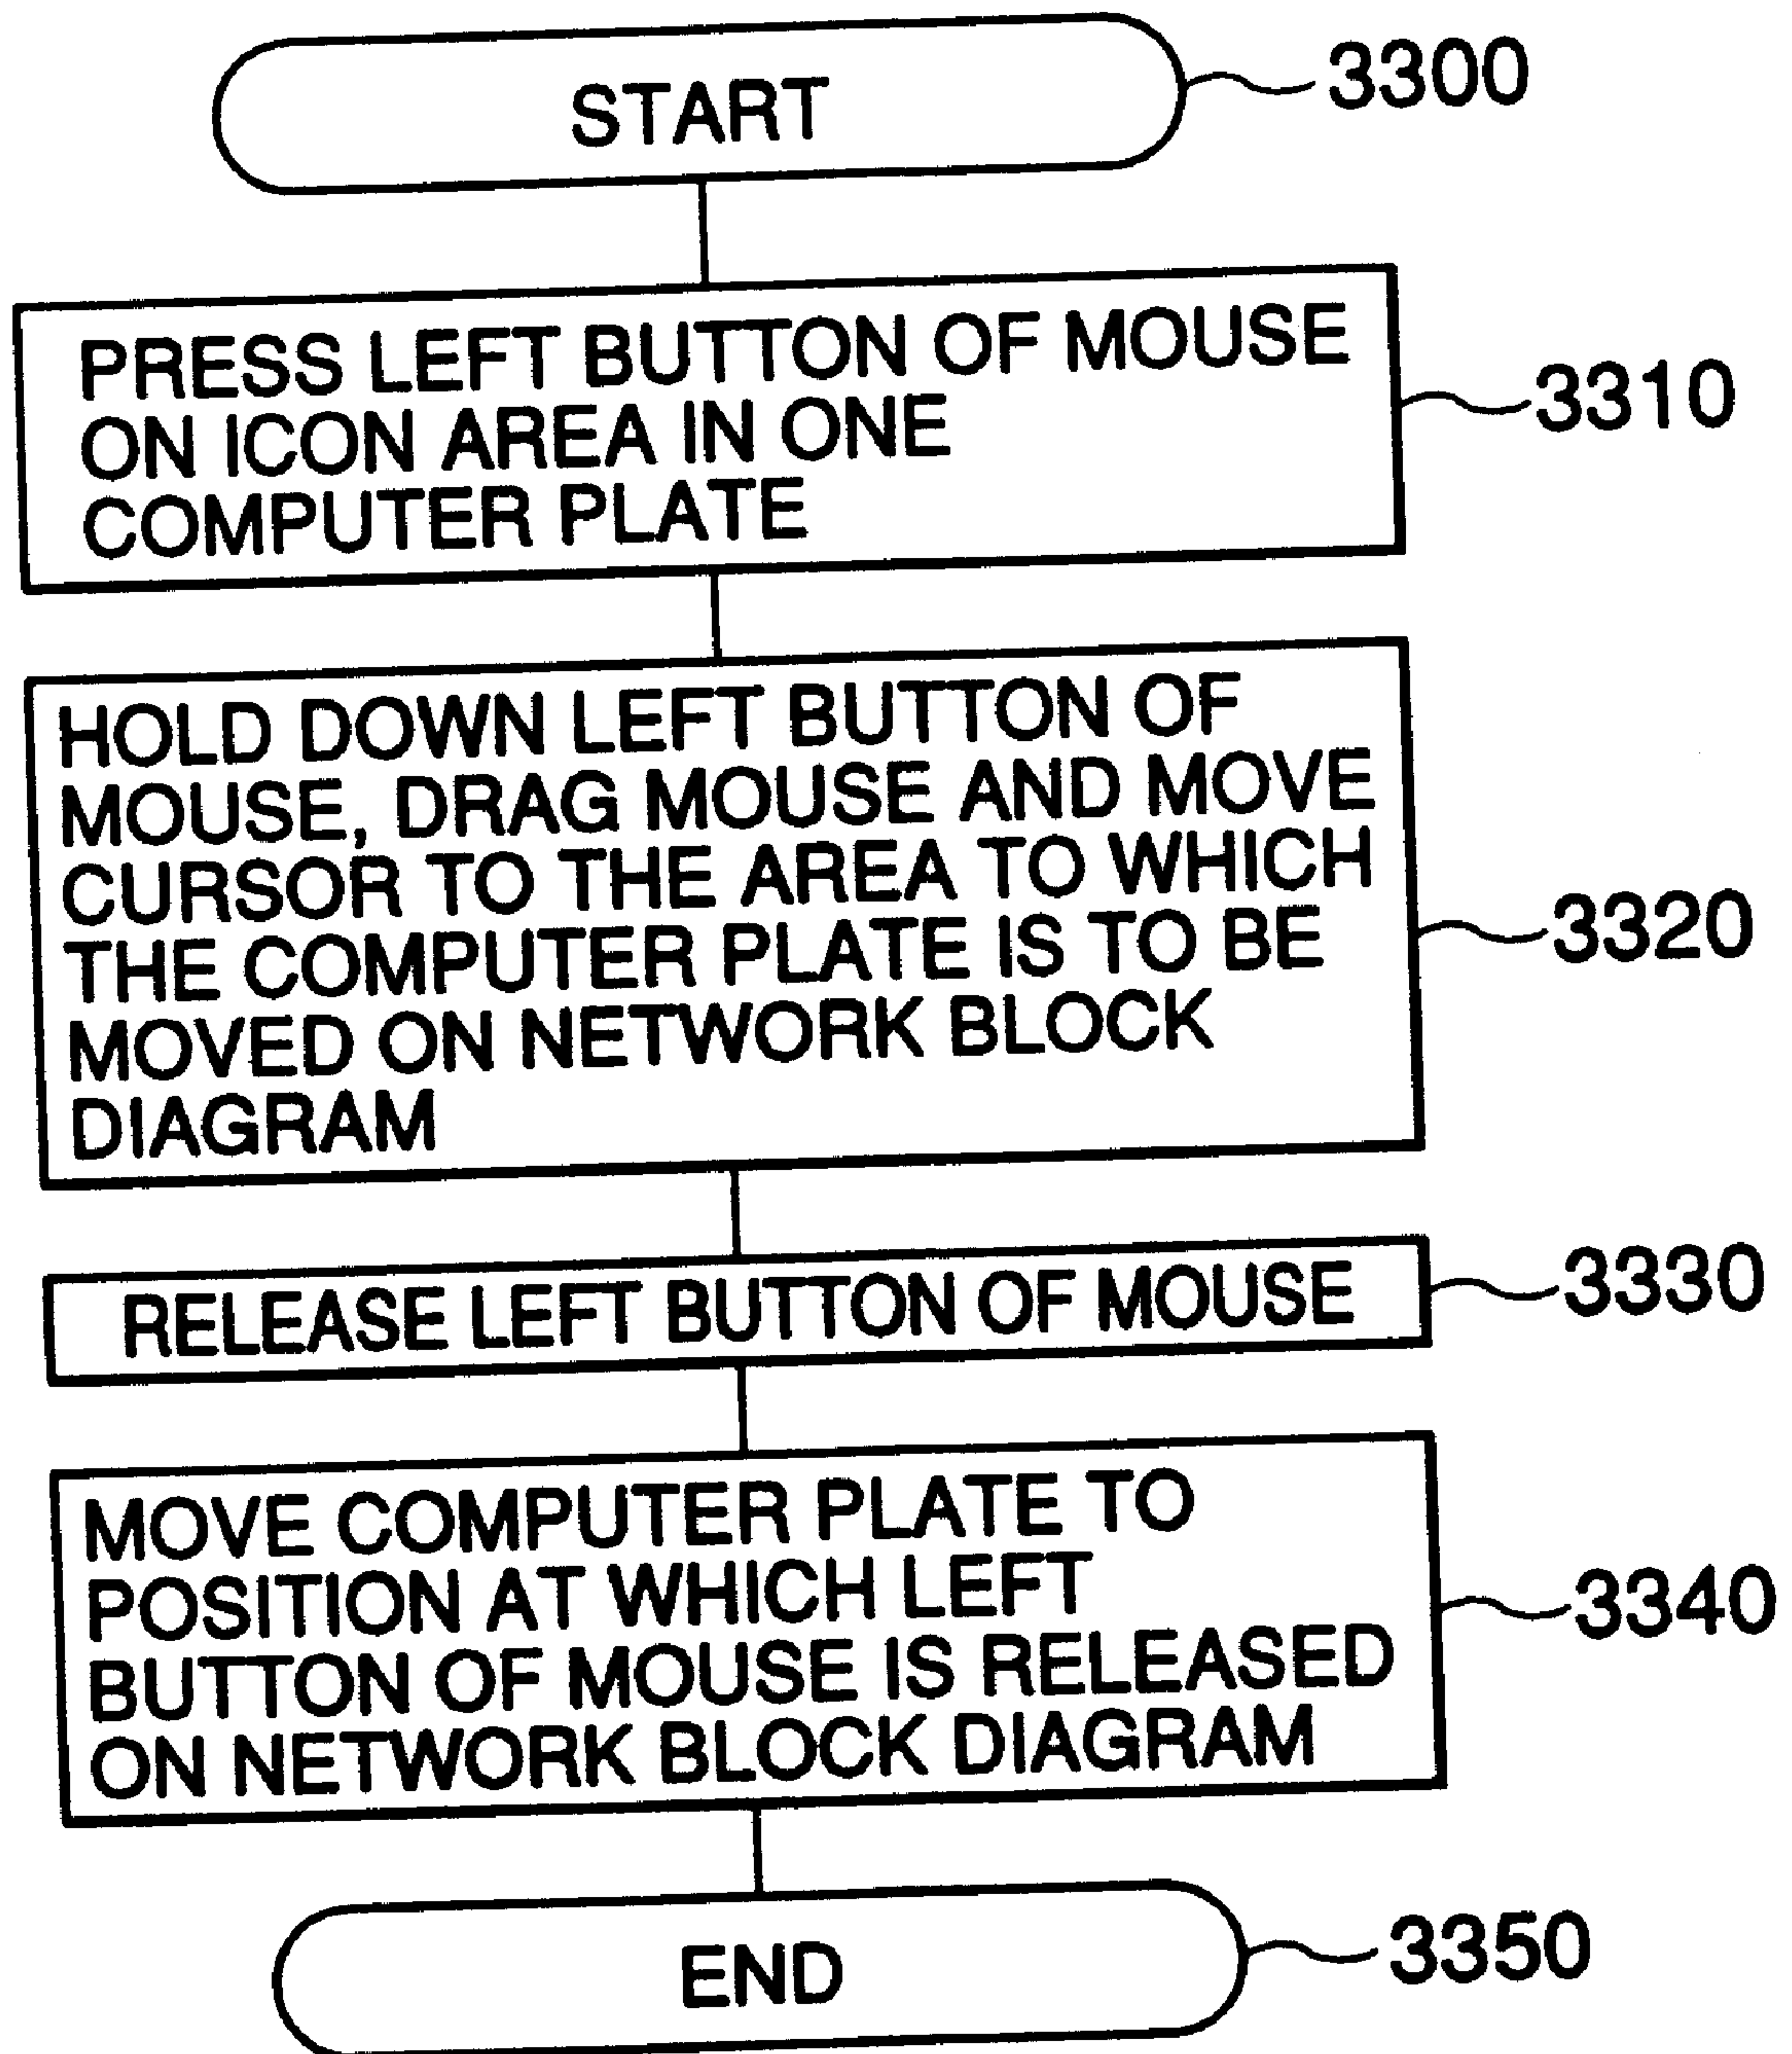 START
3300
PRESS LEFT BUTTON OF MOUSE
ON ICON AREA IN ONE
COMPUTER PLATE
3310
HOLD DOWN LEFT BUTTON OF
MOUSE, DRAG MOUSE AND MOVE
CURSOR TO THE AREA TO WHICH
THE COMPUTER PLATE IS TO BE
MOVED ON NETWORK BLOCK
DIAGRAM
3320
RELEASE LEFT BUTTON OF MOUSE
3330
MOVE COMPUTER PLATE TO
POSITION AT WHICH LEFT
BUTTON OF MOUSE IS RELEASED
ON NETWORK BLOCK DIAGRAM
3340
END
3350